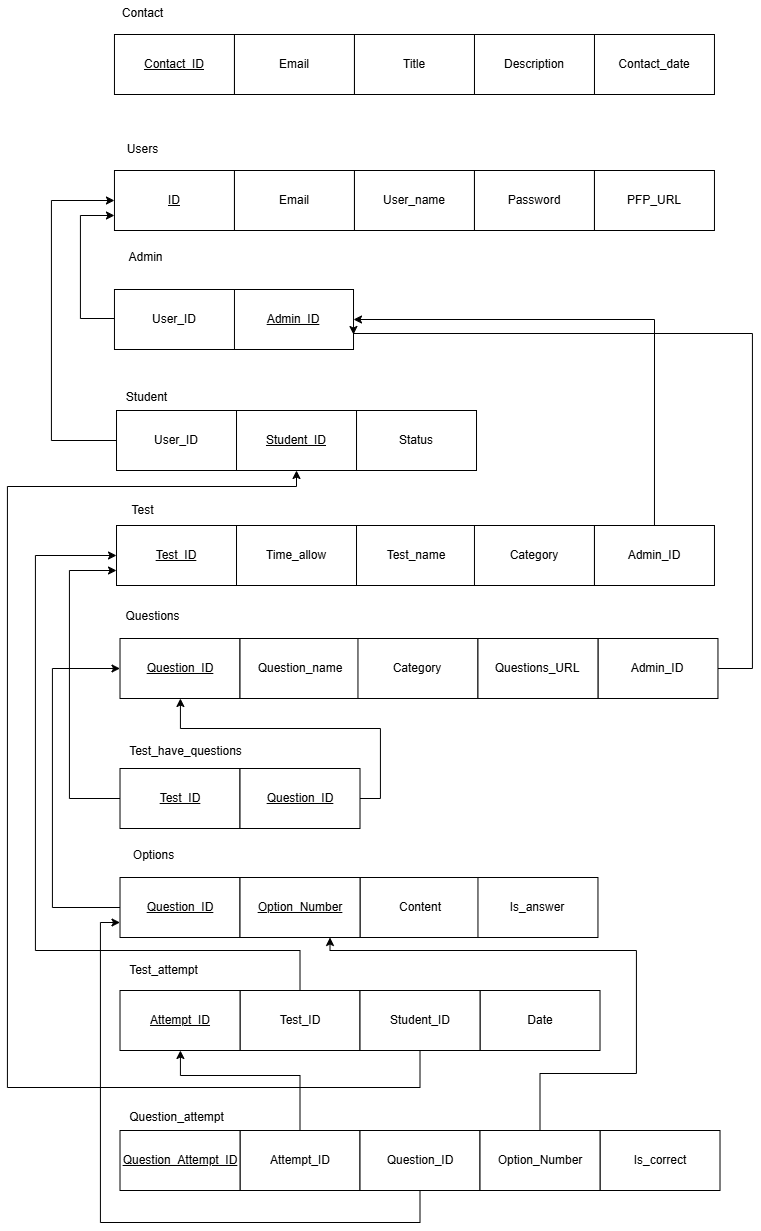 Contact
Contact_ID Email Title Description Contact_date
Users
ID Email User_name Password PFP_URL
Admin
User_ID Admin_ID
Student
User_ID Student_ID Status
Test
Test_ID Time_allow Test_name Category Admin_ID
Questions
Question_ID Question_name Category Questions_URL Admin_ID
Test_have_questions
Test_ID Question_ID
Options
Question_ID Option_Number Content Is_answer
Test_attempt
Attempt_ID Test_ID Student_ID Date
Question_attempt
Question_Attempt_ID Attempt_ID Question_ID Option_Number Is_correct